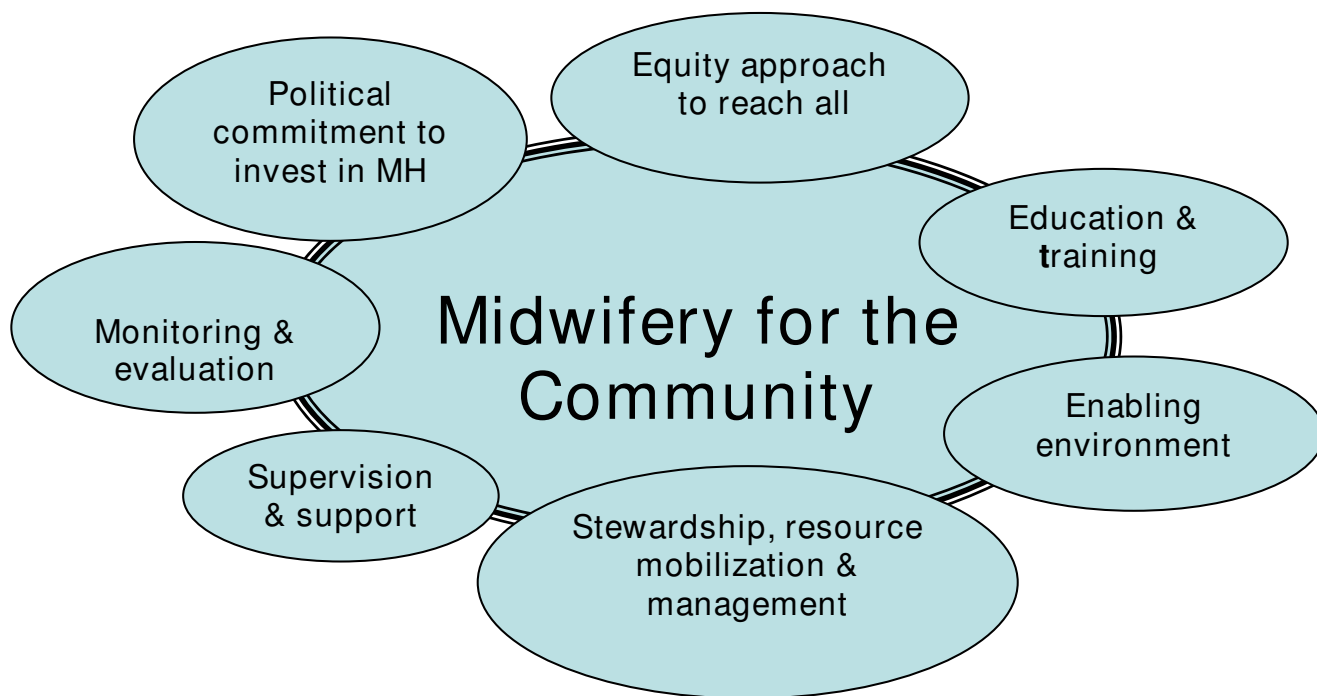 Political
commitment to
invest in MH
Equity approach
to reach all
Education &
training
Monitoring &
evaluation
Midwifery for the
Community
Enabling
environment
Supervision
& support
Stewardship, resource
mobilization &
management